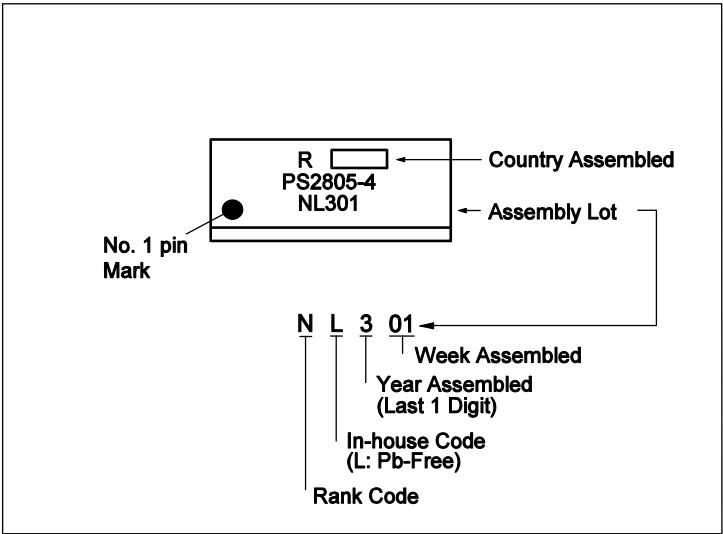 R
Country Assembled
PS2805-4
NL301
Assembly Lot
No. 1 pin
Mark
N L 3 01
Week Assembled
Year Assembled
(Last 1 Digit)
In-house Code
(L: Pb-Free)
Rank Code